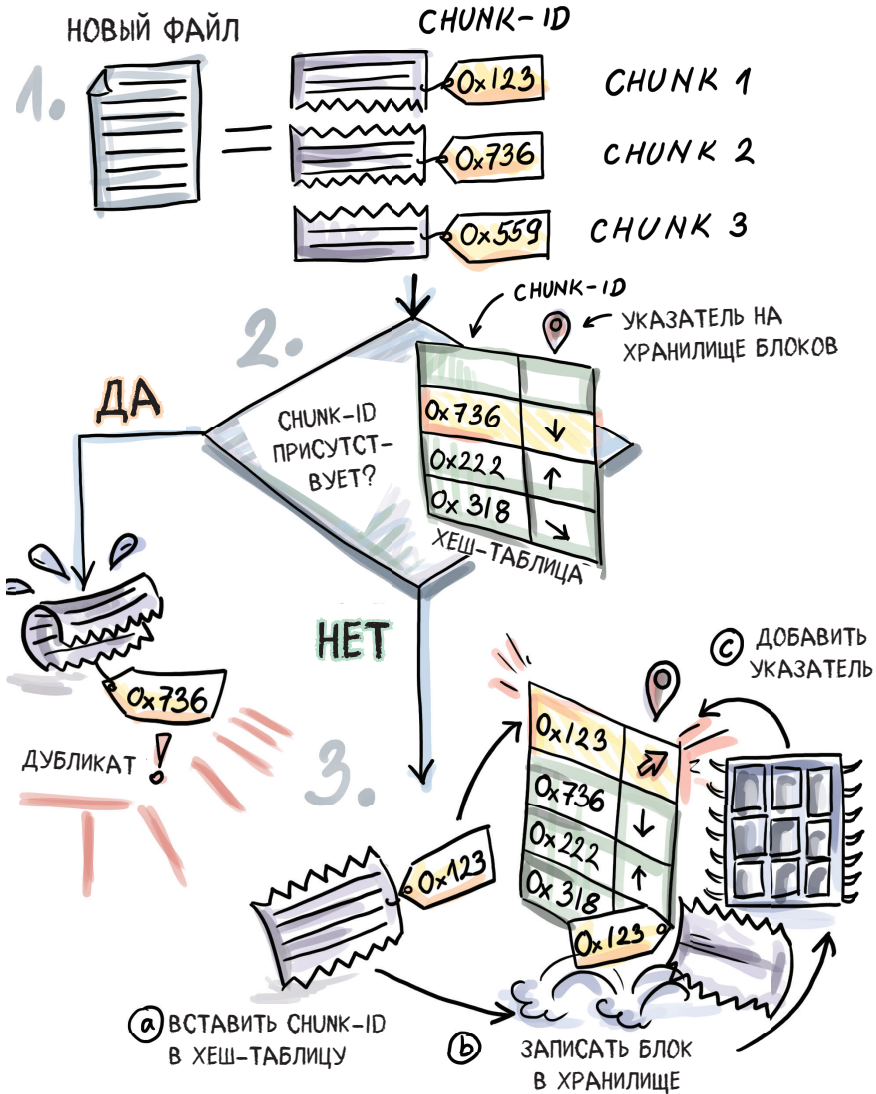 НОВЫЙ ФАЙЛ
CHUNK-ID
1.
0x123
CHUNK 1
0x736
CHUNK 2
0x559
CHUNK 3
2.
CHUNK-ID
УКАЗАТЕЛЬ НА
ХРАНИЛИЩЕ БЛОКОВ
ДА
CHUNK-ID
ПРИСУТСТ-
ВУЕТ?
0x736
0x222
0x318
ХЕШ-ТАБЛИЦА
НЕТ
0x736
ДУБЛИКАТ !
3.
c ДОБАВИТЬ
УКАЗАТЕЛЬ
0x123
0x736
0x222
0x318
0x123
0x123
a ВСТАВИТЬ CHUNK-ID
В ХЕШ-ТАБЛИЦУ
b ЗАПИСАТЬ БЛОК
В ХРАНИЛИЩЕ